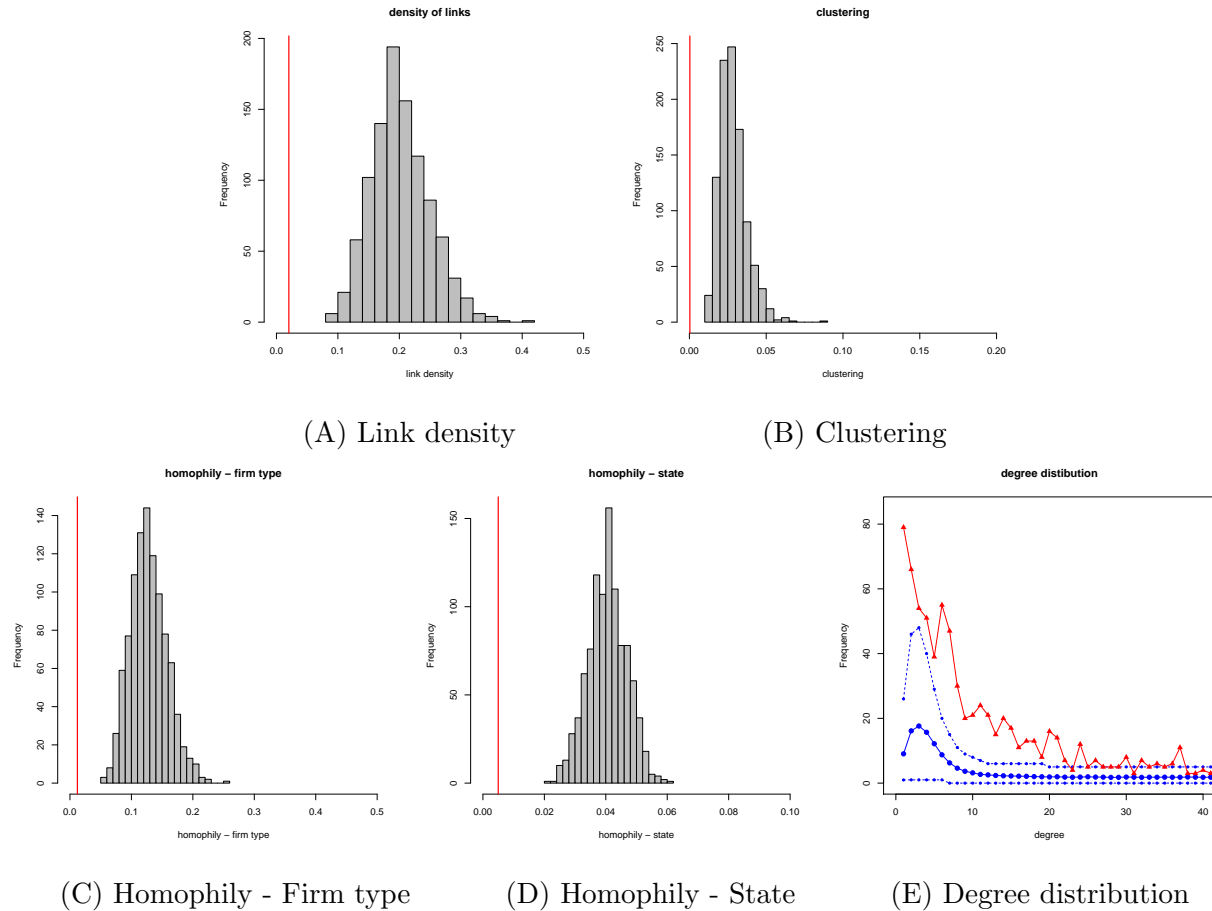 density of links
clustering
Frequency
0 50 100 150 200
0.0 0.1 0.2 0.3 0.4 0.5
link density
Frequency
0 50 100 150 200 250
0.00 0.05 0.10 0.15 0.20
clustering
(A) Link density
(B) Clustering
homophily – firm type
homophily – state
degree distibution
Frequency
0 20 40 60 80 100 120 140
0.0 0.1 0.2 0.3 0.4 0.5
homophily – firm type
Frequency
0 50 100 150
0.00 0.02 0.04 0.06 0.08 0.10
homophily – state
Frequency
0 20 40 60 80
0 10 20 30 40
degree
(C) Homophily - Firm type
(D) Homophily - State
(E) Degree distribution